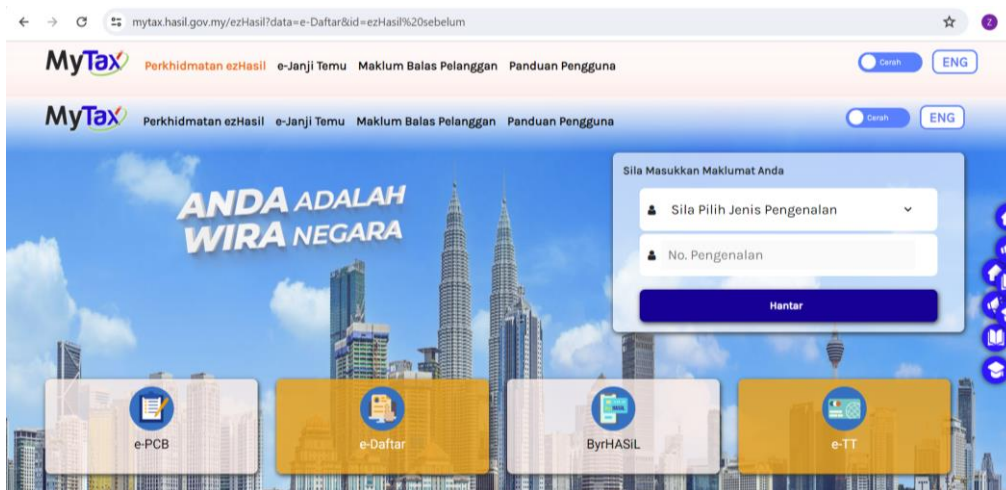 mytax.hasil.gov.my/ezHasil?data=e-Daftar&id=ezHasil%20sebelum
Z
MyTax Perkhidmatan ezHasil e-Janji Temu Maklum Balas Pelanggan Panduan Pengguna Cerah ENG
MyTax Perkhidmatan ezHasil e-Janji Temu Maklum Balas Pelanggan Panduan Pengguna Cerah ENG
ANDA ADALAH
WIRA NEGARA
Sila Masukkan Maklumat Anda
Sila Pilih Jenis Pengenalan
No. Pengenalan
Hantar
e-PCB e-Daftar ByrHASiL e-TT